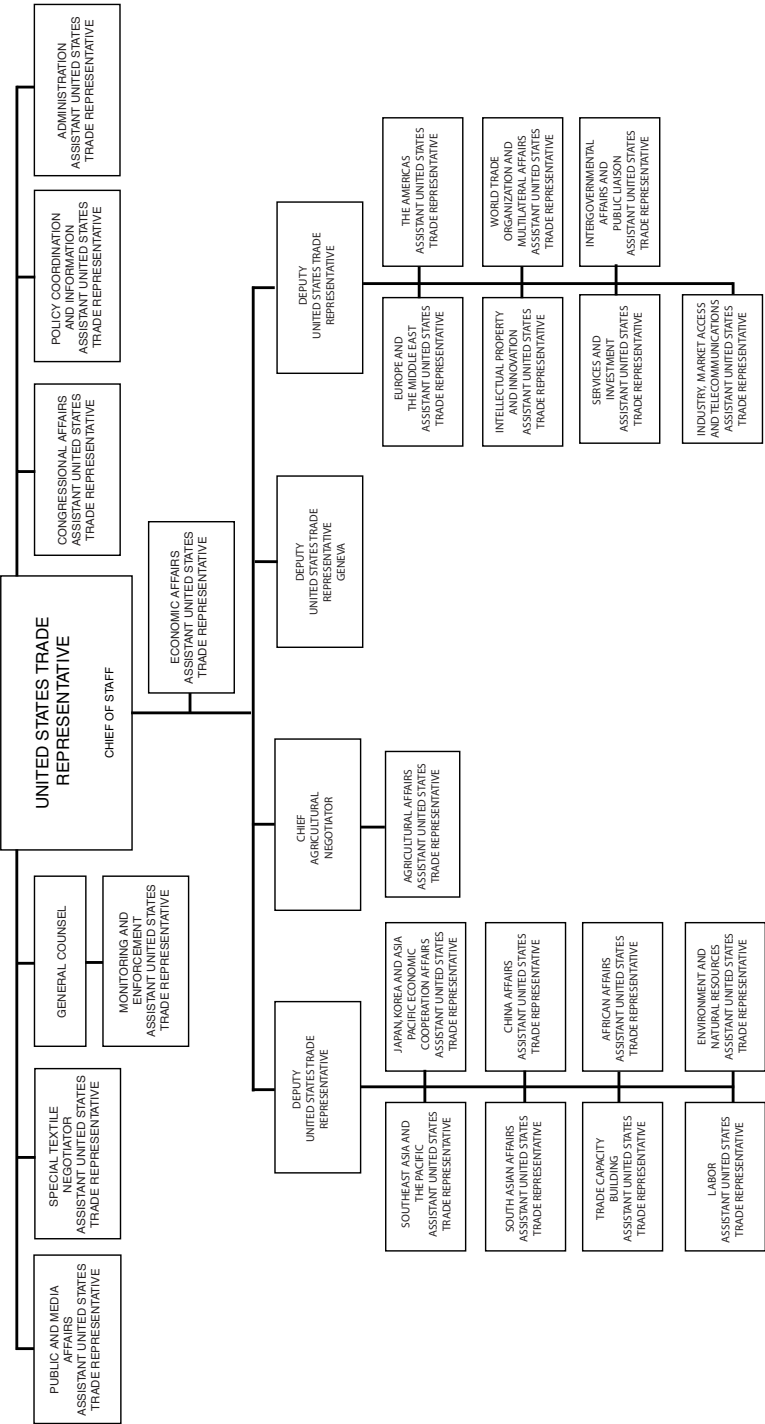 UNITED STATES TRADE
REPRESENTATIVE
CHIEF OF STAFF
PUBLIC AND MEDIA
AFFAIRS
ASSISTANT UNITED STATES
TRADE REPRESENTATIVE
SPECIAL TEXTILE
NEGOTIATOR
ASSISTANT UNITED STATES
TRADE REPRESENTATIVE
GENERAL COUNSEL
MONITORING AND
ENFORCEMENT
ASSISTANT UNITED STATES
TRADE REPRESENTATIVE
CONGRESSIONAL AFFAIRS
ASSISTANT UNITED STATES
TRADE REPRESENTATIVE
POLICY COORDINATION
AND INFORMATION
ASSISTANT UNITED STATES
TRADE REPRESENTATIVE
ADMINISTRATION
ASSISTANT UNITED STATES
TRADE REPRESENTATIVE
ECONOMIC AFFAIRS
ASSISTANT UNITED STATES
TRADE REPRESENTATIVE
DEPUTY
UNITED STATES TRADE
REPRESENTATIVE
SOUTHEAST ASIA AND
THE PACIFIC
ASSISTANT UNITED STATES
TRADE REPRESENTATIVE
JAPAN, KOREA AND ASIA
PACIFIC ECONOMIC
COOPERATION AFFAIRS
ASSISTANT UNITED STATES
TRADE REPRESENTATIVE
SOUTH ASIAN AFFAIRS
ASSISTANT UNITED STATES
TRADE REPRESENTATIVE
CHINA AFFAIRS
ASSISTANT UNITED STATES
TRADE REPRESENTATIVE
TRADE CAPACITY
BUILDING
ASSISTANT UNITED STATES
TRADE REPRESENTATIVE
AFRICAN AFFAIRS
ASSISTANT UNITED STATES
TRADE REPRESENTATIVE
LABOR
ASSISTANT UNITED STATES
TRADE REPRESENTATIVE
ENVIRONMENT AND
NATURAL RESOURCES
ASSISTANT UNITED STATES
TRADE REPRESENTATIVE
CHIEF
AGRICULTURAL
NEGOTIATOR
AGRICULTURAL AFFAIRS
ASSISTANT UNITED STATES
TRADE REPRESENTATIVE
DEPUTY
UNITED STATES TRADE
REPRESENTATIVE
GENEVA
DEPUTY
UNITED STATES TRADE
REPRESENTATIVE
EUROPE AND
THE MIDDLE EAST
ASSISTANT UNITED STATES
TRADE REPRESENTATIVE
THE AMERICAS
ASSISTANT UNITED STATES
TRADE REPRESENTATIVE
INTELLECTUAL PROPERTY
AND INNOVATION
ASSISTANT UNITED STATES
TRADE REPRESENTATIVE
WORLD TRADE
ORGANIZATION AND
MULTILATERAL AFFAIRS
ASSISTANT UNITED STATES
TRADE REPRESENTATIVE
SERVICES AND
INVESTMENT
ASSISTANT UNITED STATES
TRADE REPRESENTATIVE
INTERGOVERNMENTAL
AFFAIRS AND
PUBLIC LIAISON
ASSISTANT UNITED STATES
TRADE REPRESENTATIVE
INDUSTRY, MARKET ACCESS
AND TELECOMMUNICATIONS
ASSISTANT UNITED STATES
TRADE REPRESENTATIVE